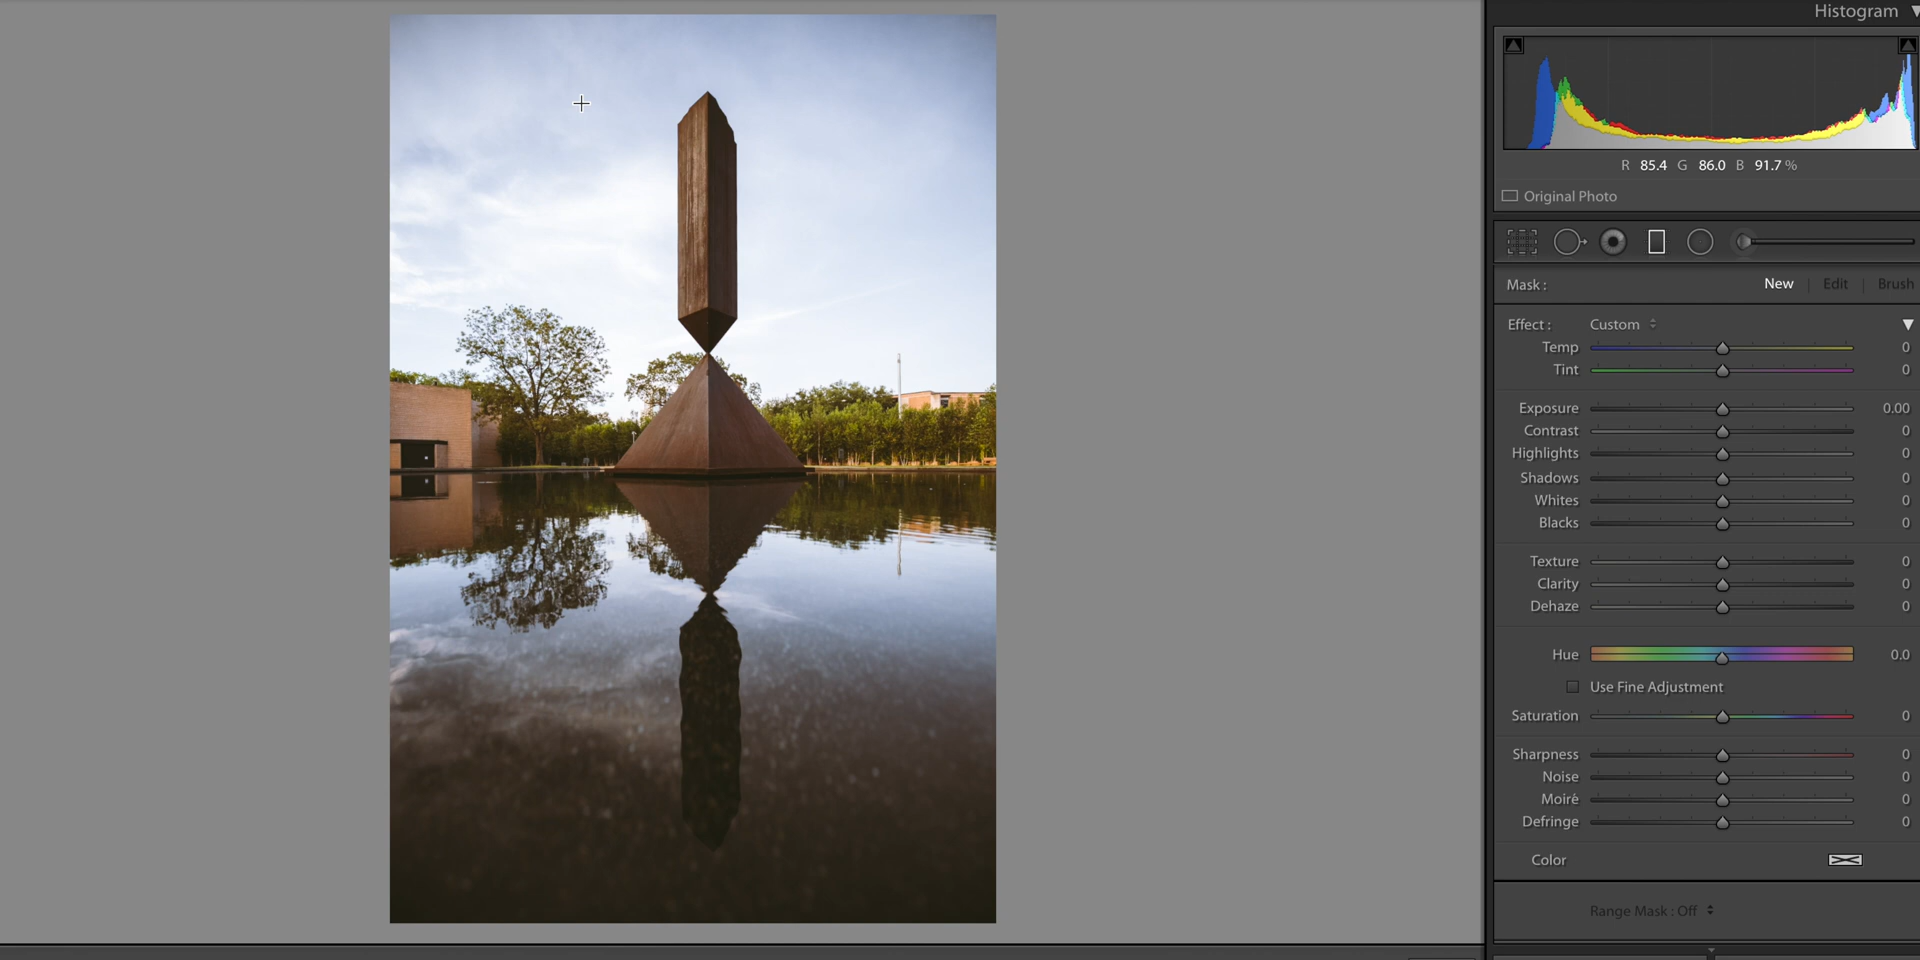 Histogram
R 85.4 G 86.0 B 91.7 %
Original Photo
Mask : New | Edit | Brush
Effect : Custom
Temp 0
Tint 0
Exposure 0.00
Contrast 0
Highlights 0
Shadows 0
Whites 0
Blacks 0
Texture 0
Clarity 0
Dehaze 0
Hue 0.0
Use Fine Adjustment
Saturation 0
Sharpness 0
Noise 0
Moiré 0
Defringe 0
Color
Range Mask : Off